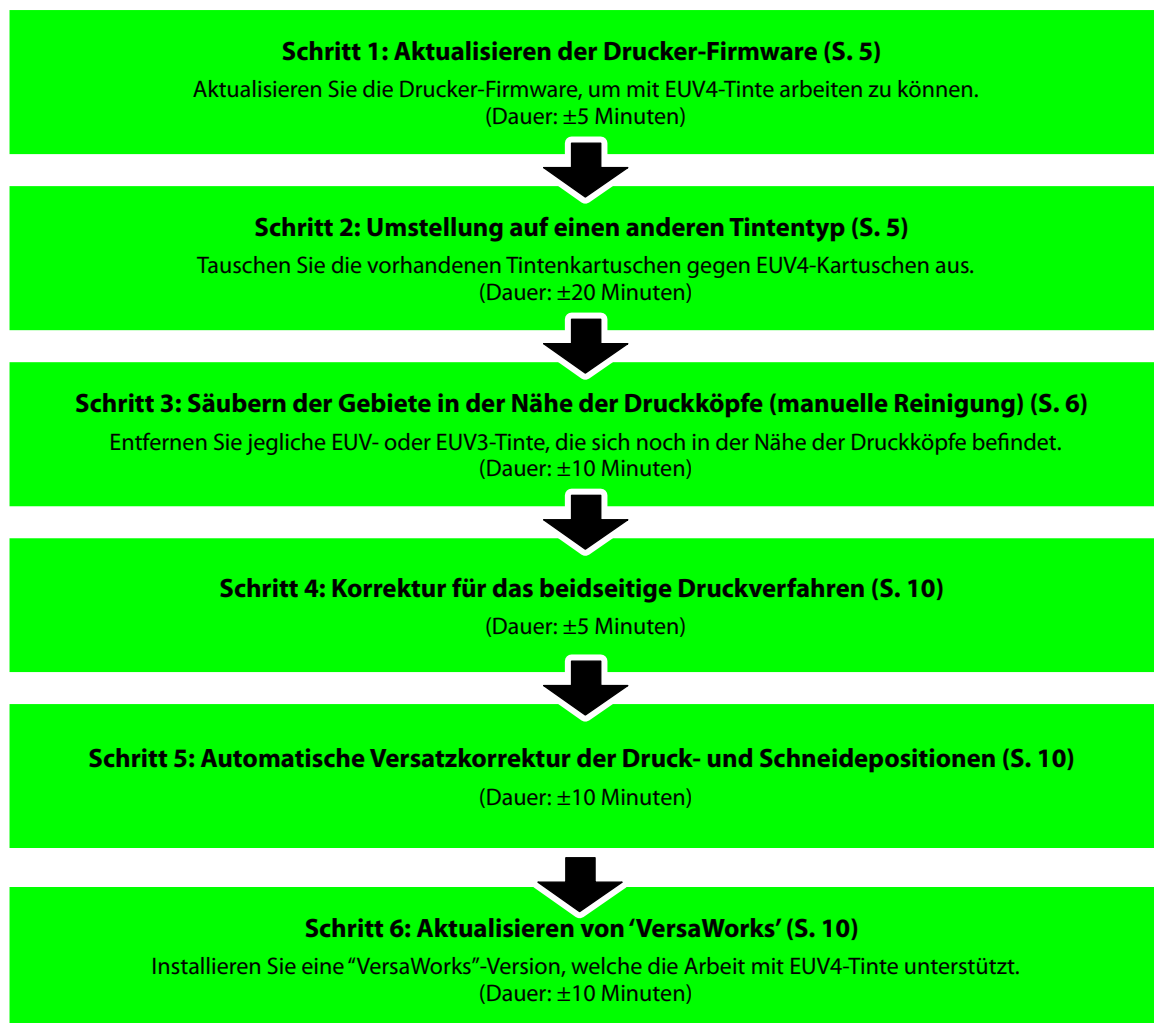 Schritt 1: Aktualisieren der Drucker-Firmware (S. 5)
Aktualisieren Sie die Drucker-Firmware, um mit EUV4-Tinte arbeiten zu können.
(Dauer: ±5 Minuten)
Schritt 2: Umstellung auf einen anderen Tintentyp (S. 5)
Tauschen Sie die vorhandenen Tintenkartuschen gegen EUV4-Kartuschen aus.
(Dauer: ±20 Minuten)
Schritt 3: Säubern der Gebiete in der Nähe der Druckköpfe (manuelle Reinigung) (S. 6)
Entfernen Sie jegliche EUV- oder EUV3-Tinte, die sich noch in der Nähe der Druckköpfe befindet.
(Dauer: ±10 Minuten)
Schritt 4: Korrektur für das beidseitige Druckverfahren (S. 10)
(Dauer: ±5 Minuten)
Schritt 5: Automatische Versatzkorrektur der Druck- und Schneidepositionen (S. 10)
(Dauer: ±10 Minuten)
Schritt 6: Aktualisieren von ‘VersaWorks’ (S. 10)
Installieren Sie eine “VersaWorks”-Version, welche die Arbeit mit EUV4-Tinte unterstützt.
(Dauer: ±10 Minuten)